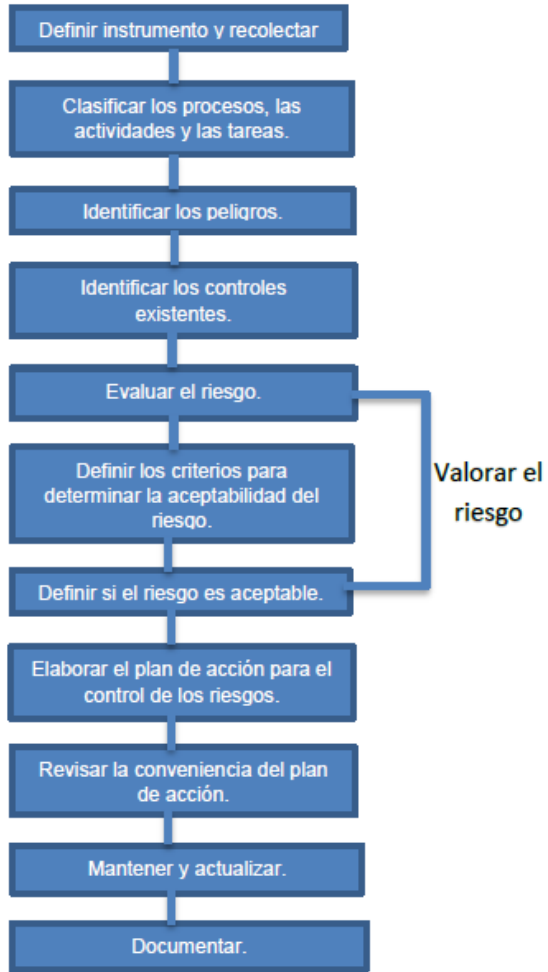 Definir instrumento y recolectar
Clasificar los procesos, las
actividades y las tareas.
Identificar los peligros.
Identificar los controles
existentes.
Evaluar el riesgo.
Definir los criterios para
determinar la aceptabilidad del
riesgo.
Valorar el
riesgo
Definir si el riesgo es aceptable.
Elaborar el plan de acción para el
control de los riesgos.
Revisar la conveniencia del plan
de acción.
Mantener y actualizar.
Documentar.